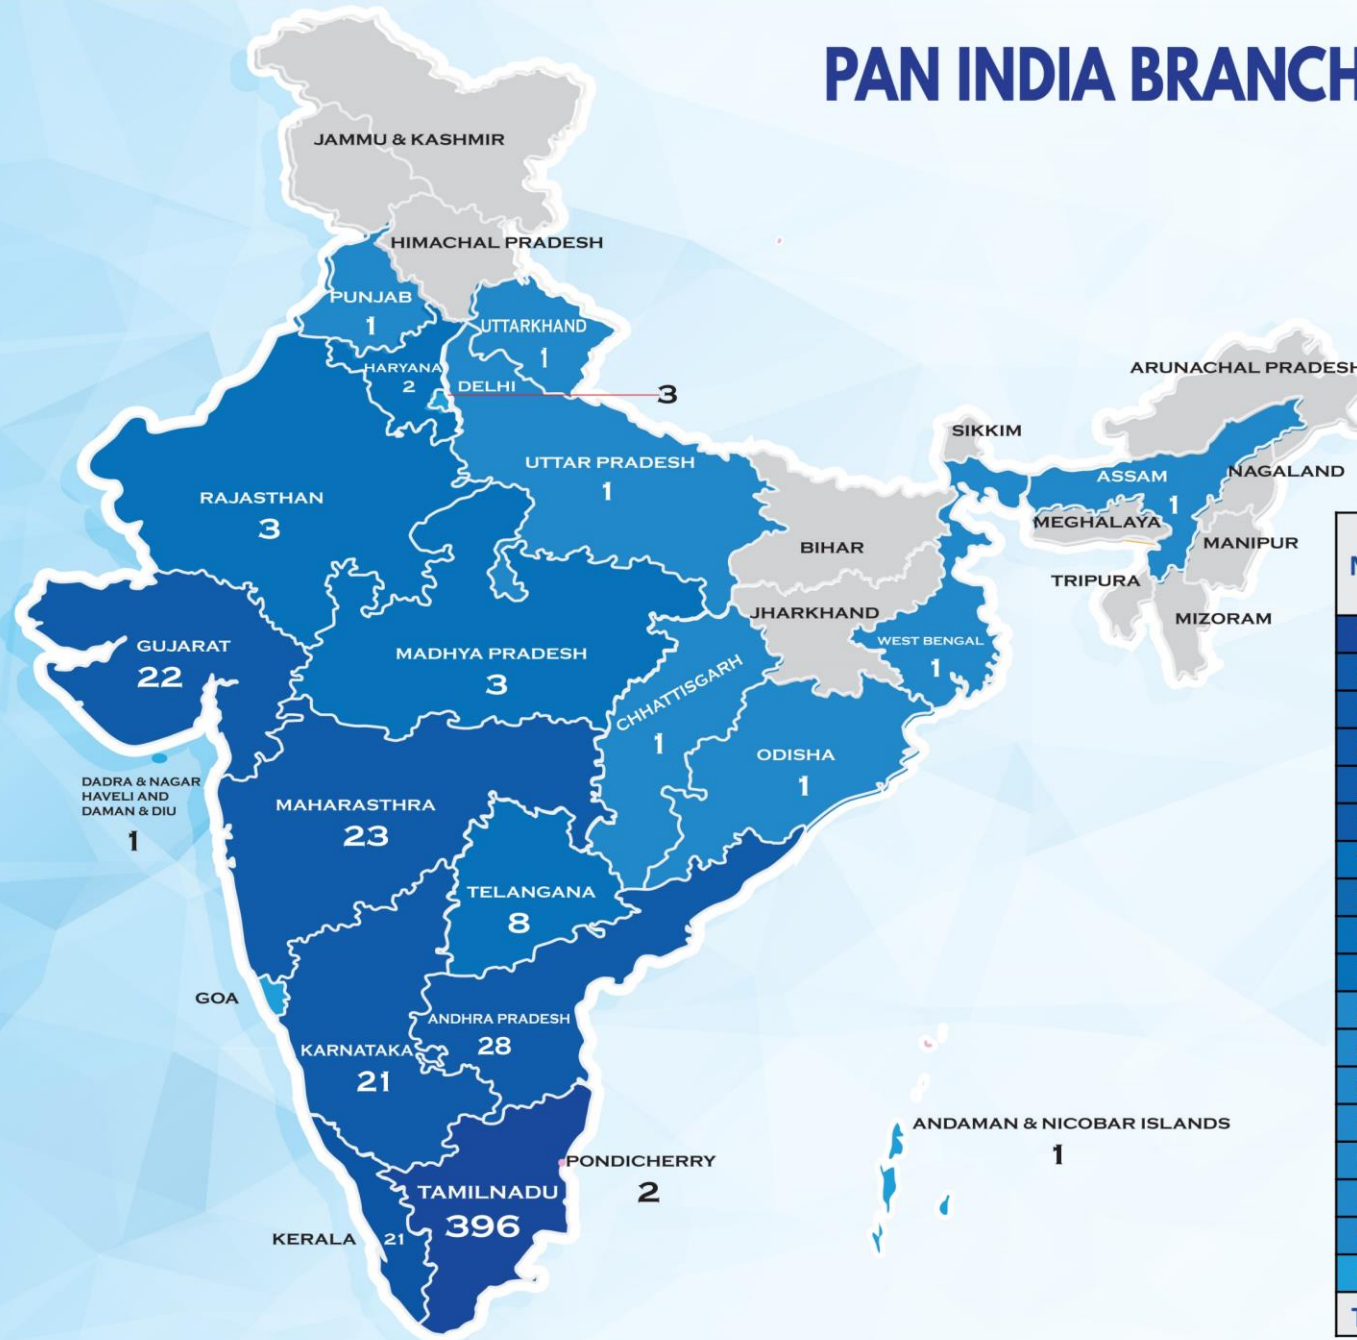 PAN INDIA BRANCH
JAMMU & KASHMIR
HIMACHAL PRADESH
PUNJAB
1
UTTARKHAND
1
HARYANA
2
DELHI
3
ARUNACHAL PRADESH
SIKKIM
UTTAR PRADESH
1
ASSAM
1
NAGALAND
RAJASTHAN
3
MEGHALAYA
MANIPUR
BIHAR
TRIPURA
JHARKHAND
MIZORAM
GUJARAT
22
MADHYA PRADESH
3
WEST BENGAL
1
CHHATTISGARH
1
ODISHA
1
DADRA & NAGAR
HAVELI AND
DAMAN & DIU
1
MAHARASTHRA
23
TELANGANA
8
GOA
ANDHRA PRADESH
28
KARNATAKA
21
ANDAMAN & NICOBAR ISLANDS
1
PONDICHERRY
2
TAMILNADU
396
KERALA
21